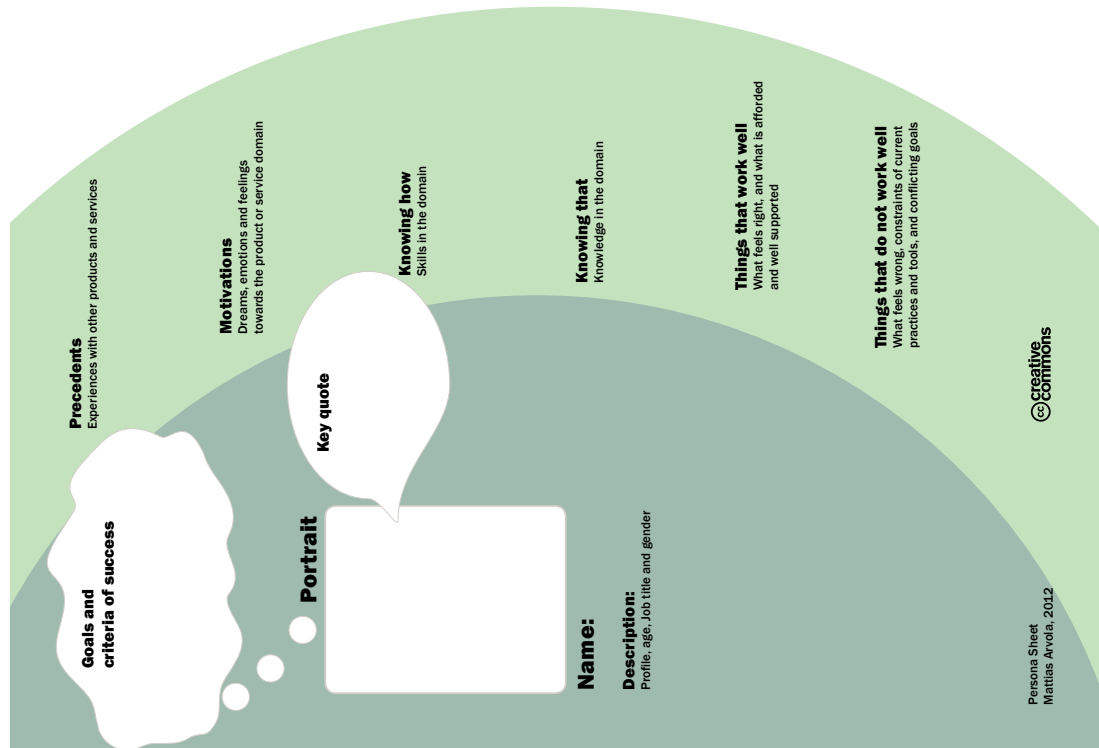 Goals and
criteria of success
Precedents
Experiences with other products and services
Portrait
Key quote
Motivations
Dreams, emotions and feelings
towards the product or service domain
Knowing how
Skills in the domain
Name:
Description:
Profile, age, Job title and gender
Knowing that
Knowledge in the domain
Things that work well
What feels right, and what is afforded
and well supported
Things that do not work well
What feels wrong, constraints of current
practices and tools, and conflicting goals
Persona Sheet
Mattias Arvola, 2012
cc creative
commons